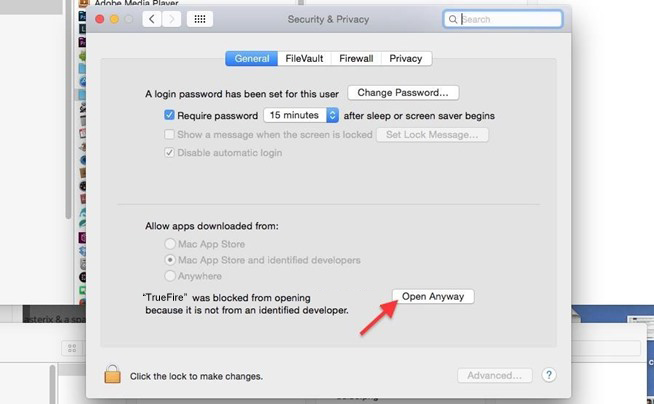 Adobe Media Player
Security & Privacy
Search
General
FileVault
Firewall
Privacy
A login password has been set for this user
Change Password...
Require password
15 minutes
after sleep or screen saver begins
Show a message when the screen is locked
Set Lock Message...
Disable automatic login
Allow apps downloaded from:
Mac App Store
Mac App Store and identified developers
Anywhere
“TrueFire” was blocked from opening
because it is not from an identified developer.
Open Anyway
Click the lock to make changes.
Advanced...
?